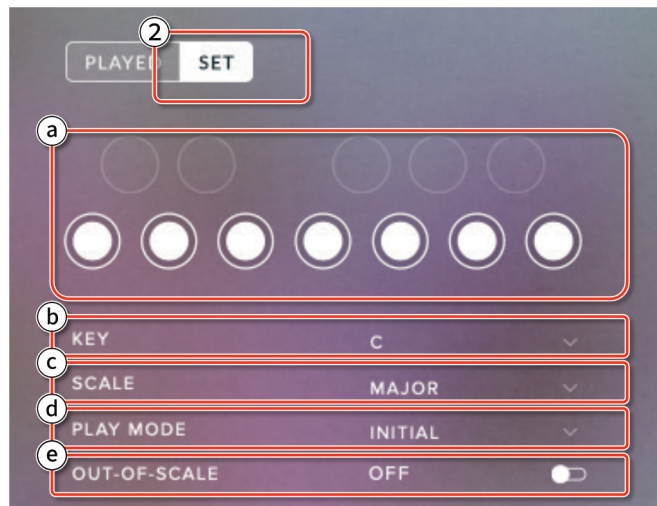 2
PLAYED SET
a
b
KEY C
c
SCALE MAJOR
d
PLAY MODE INITIAL
e
OUT-OF-SCALE OFF